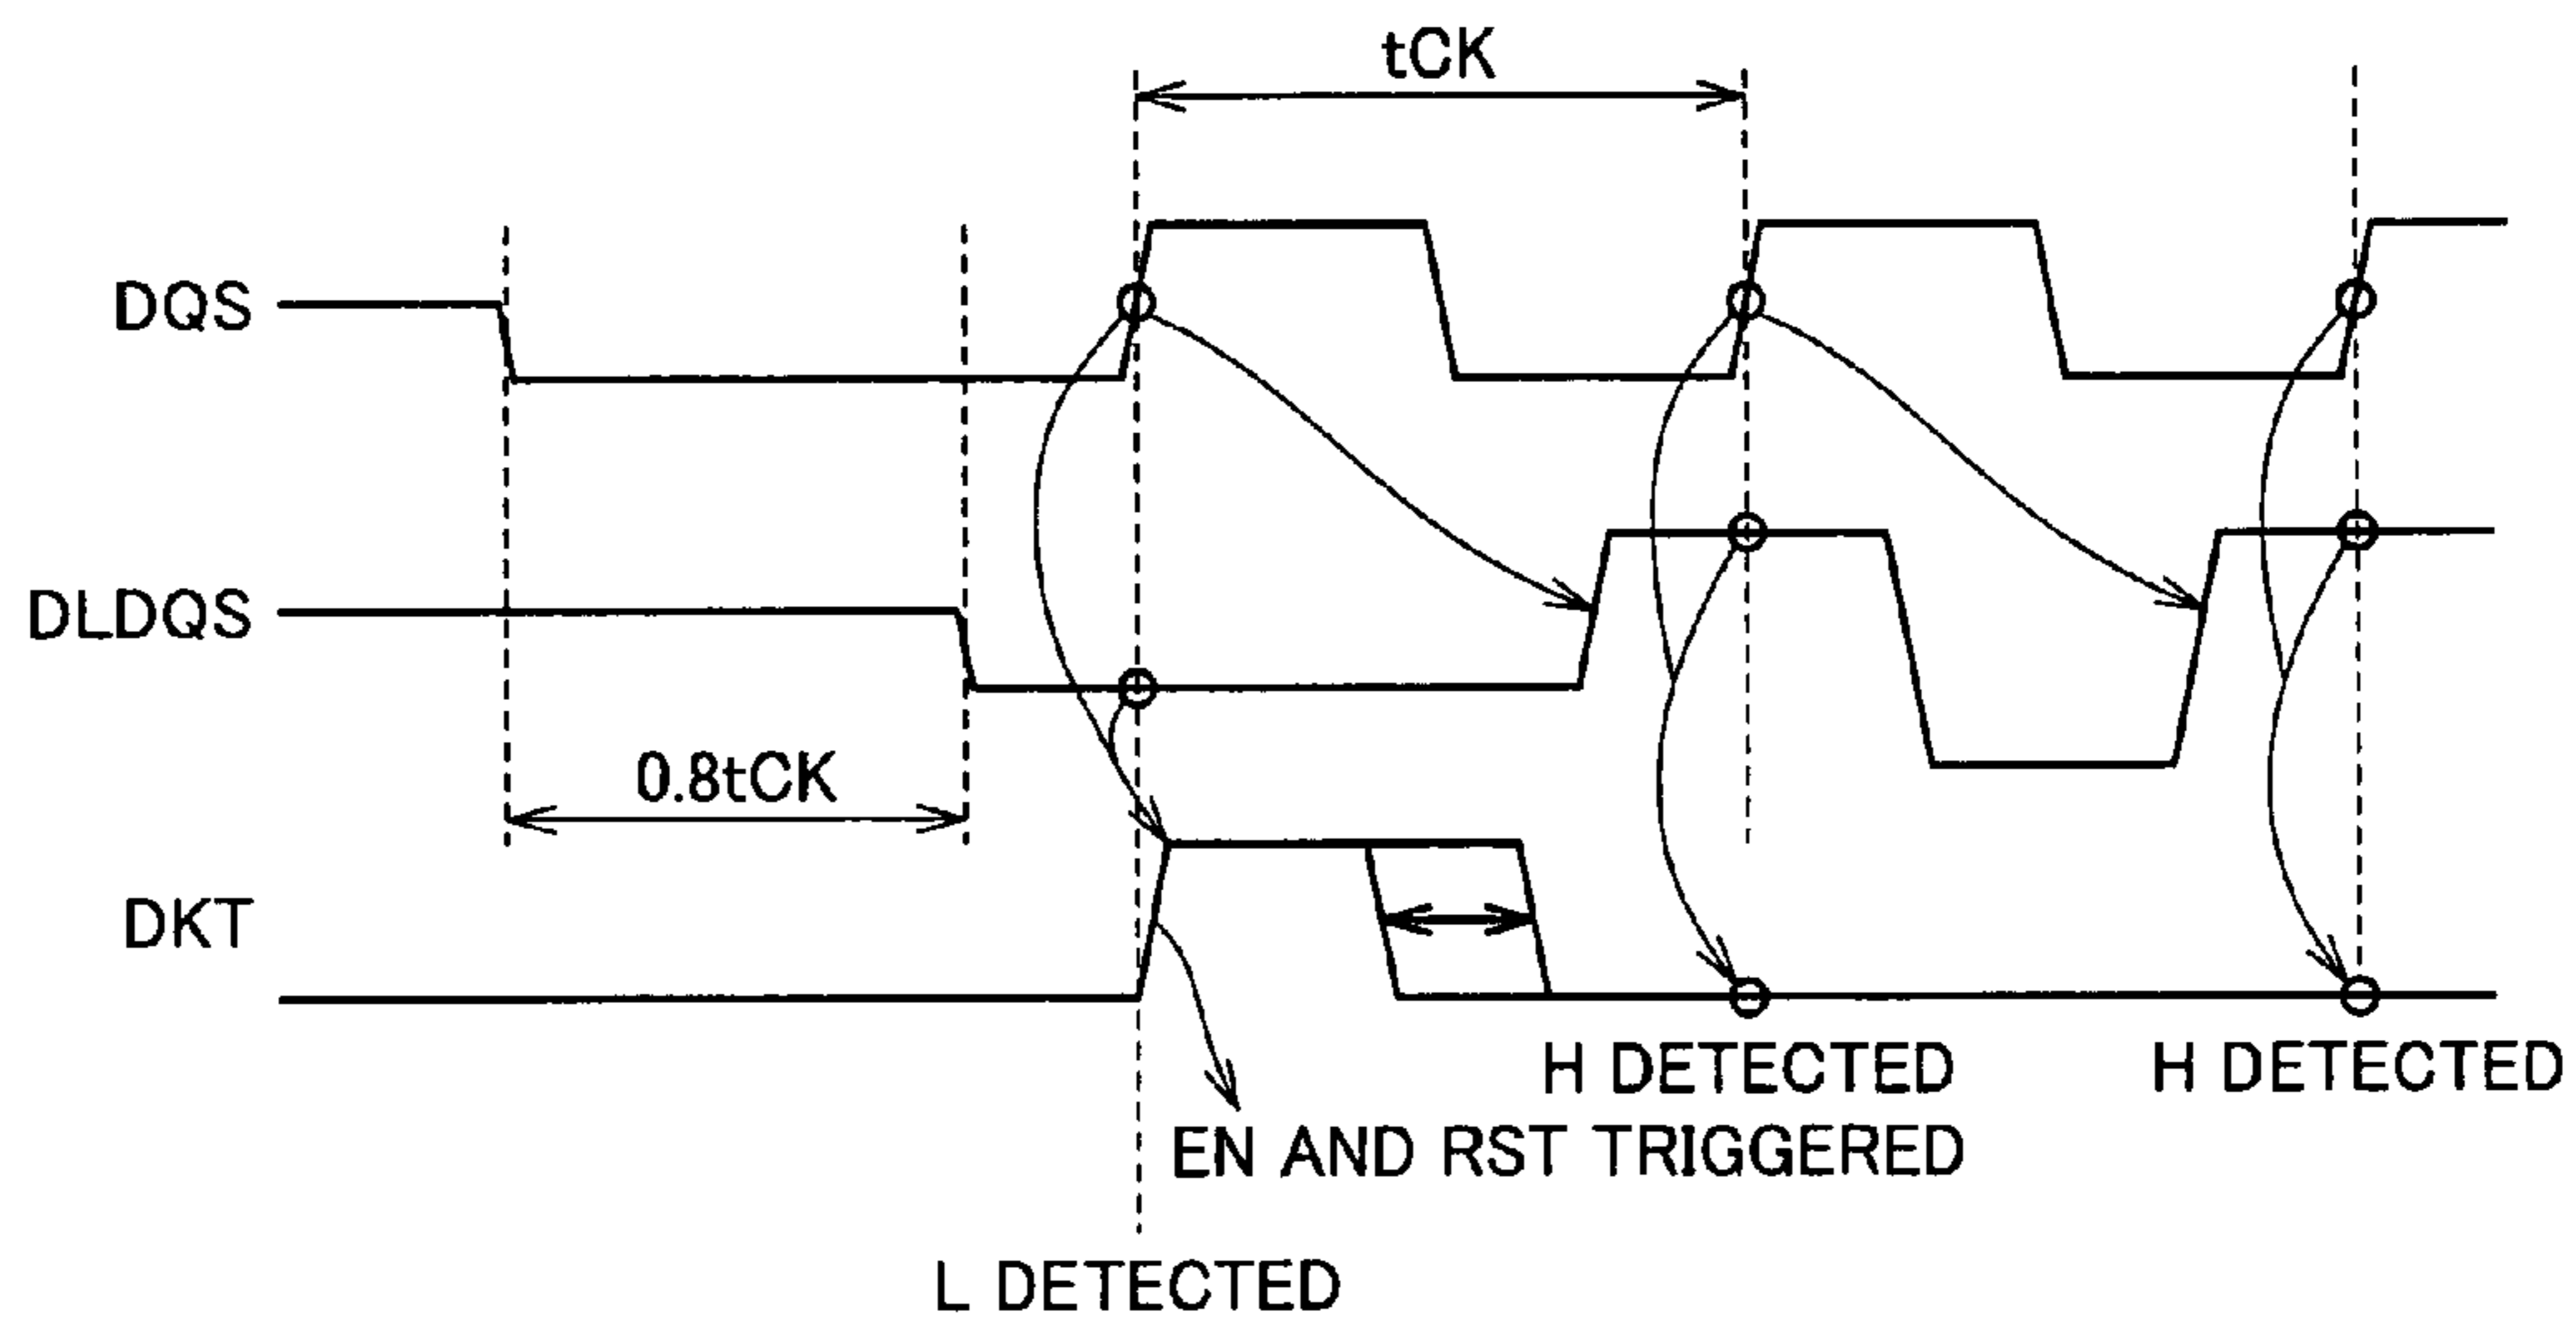 tCK
DQS
DLDQS
0.8tCK
DKT
H DETECTED
H DETECTED
EN AND RST TRIGGERED
L DETECTED